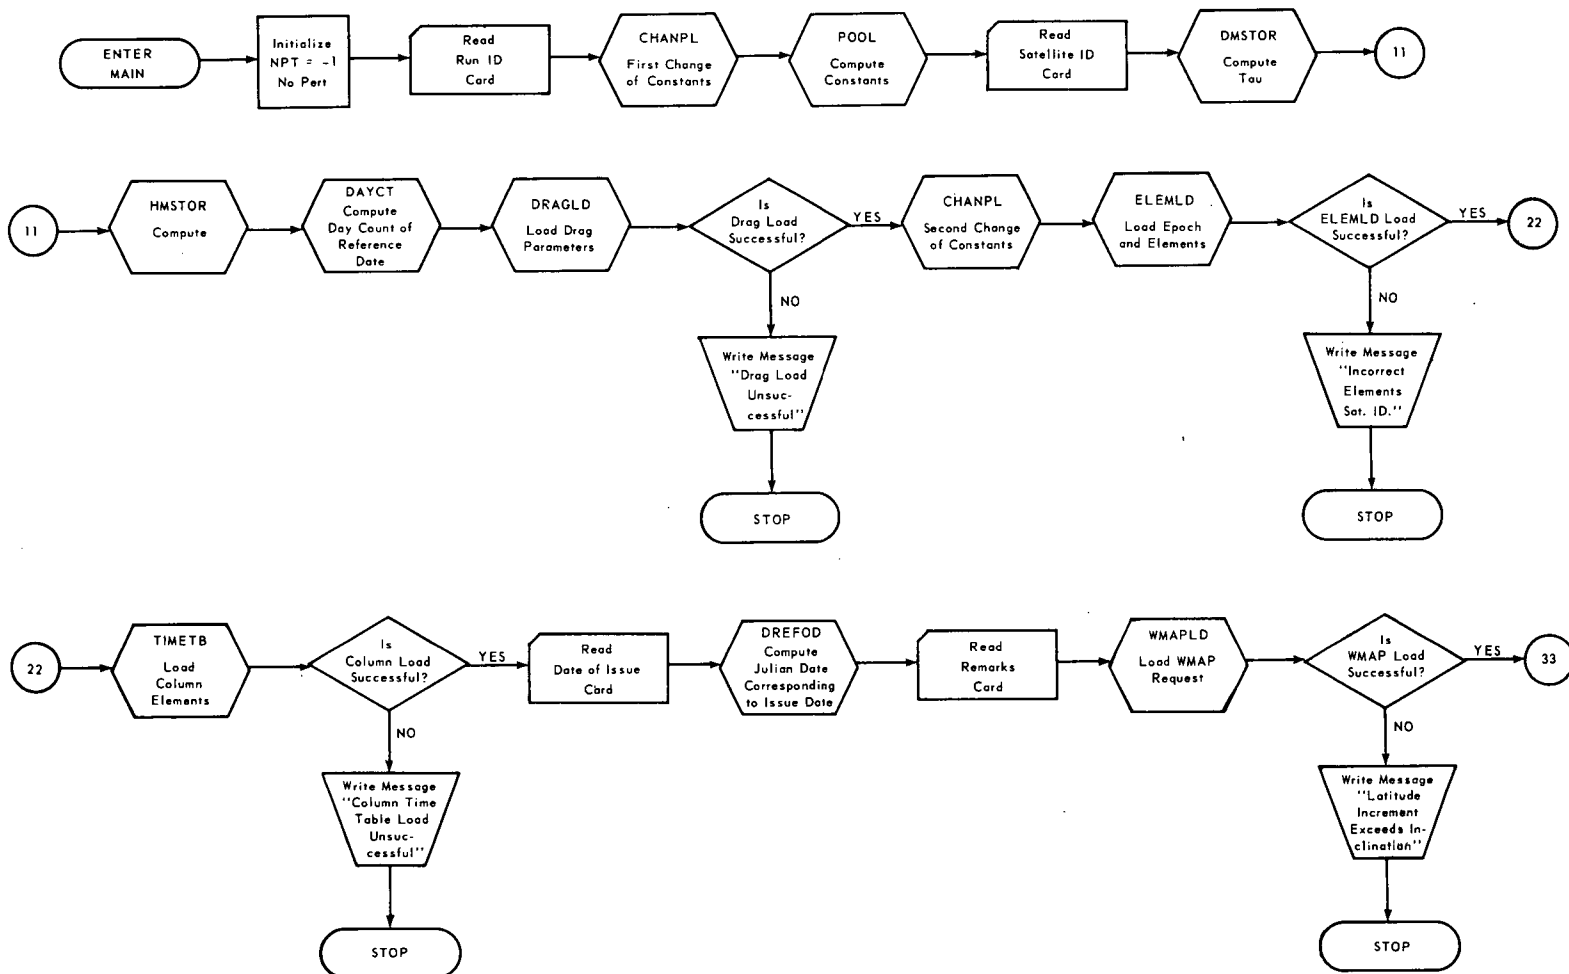 ENTER
MAIN
Initialize
NPT = -1
No Pert
Read
Run ID
Card
CHANPL
First Change
of Constants
POOL
Compute
Constants
Read
Satellite ID
Card
DMSTOR
Compute
Tau
11
11
HMSTOR
Compute
DAYCT
Compute
Day Count of
Reference
Date
DRAGLD
Load Drag
Parameters
Is
Drag Load
Successful?
YES
NO
Write Message
"Drag Load
Unsuc-
cessful"
STOP
CHANPL
Second Change
of Constants
ELEMLD
Load Epoch
and Elements
Is
ELEMLD Load
Successful?
YES
22
NO
Write Message
"Incorrect
Elements
Sat. ID."
STOP
22
TIMETB
Load
Column
Elements
Is
Column Load
Successful?
YES
NO
Write Message
"Column Time
Table Load
Unsuc-
cessful"
STOP
Read
Date of Issue
Card
DREFOD
Compute
Julian Date
Corresponding
to Issue Date
Read
Remarks
Card
WMAPLD
Load WMAP
Request
Is
WMAP Load
Successful?
YES
33
NO
Write Message
"Latitude
Increment
Exceeds In-
clination"
STOP